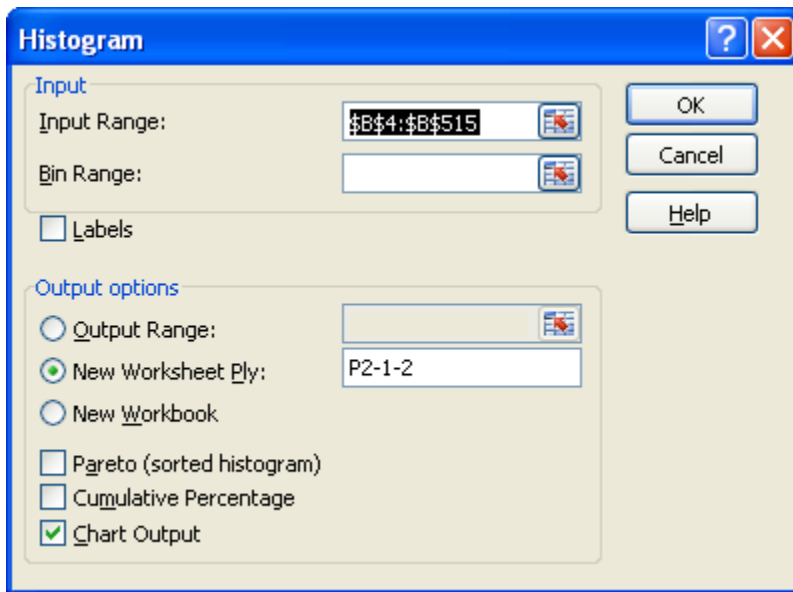 Histogram
?
Input
Input Range: $B$4:$B$515
OK
Bin Range:
Cancel
Labels
Help
Output options
Output Range:
New Worksheet Ply: P2-1-2
New Workbook
Pareto (sorted histogram)
Cumulative Percentage
Chart Output